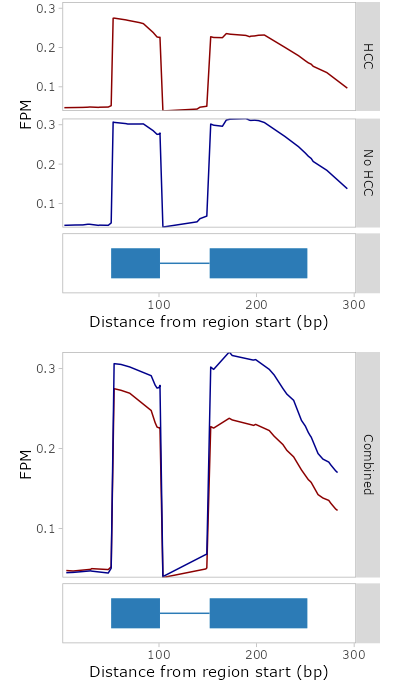 0.3
0.2
0.1
HCC
FPM
0.3
0.2
0.1
No HCC
100
200
300
Distance from region start (bp)
0.3
0.2
0.1
FPM
Combined
100
200
300
Distance from region start (bp)